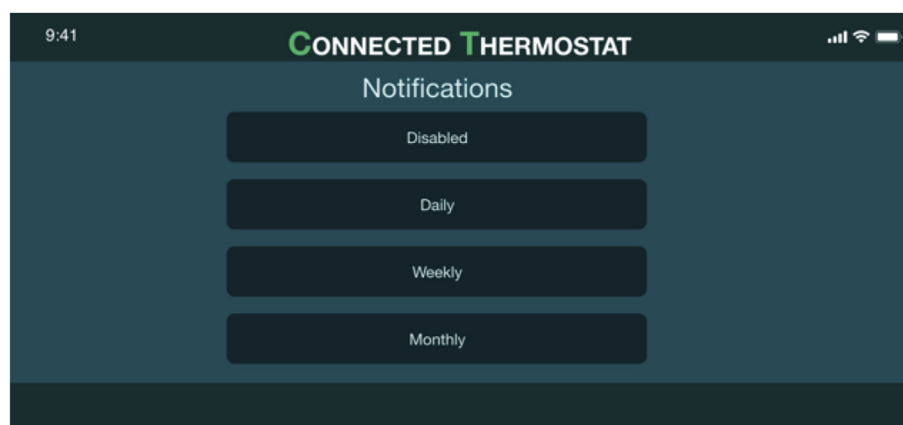 9:41
CONNECTED THERMOSTAT
Notifications
Disabled
Daily
Weekly
Monthly